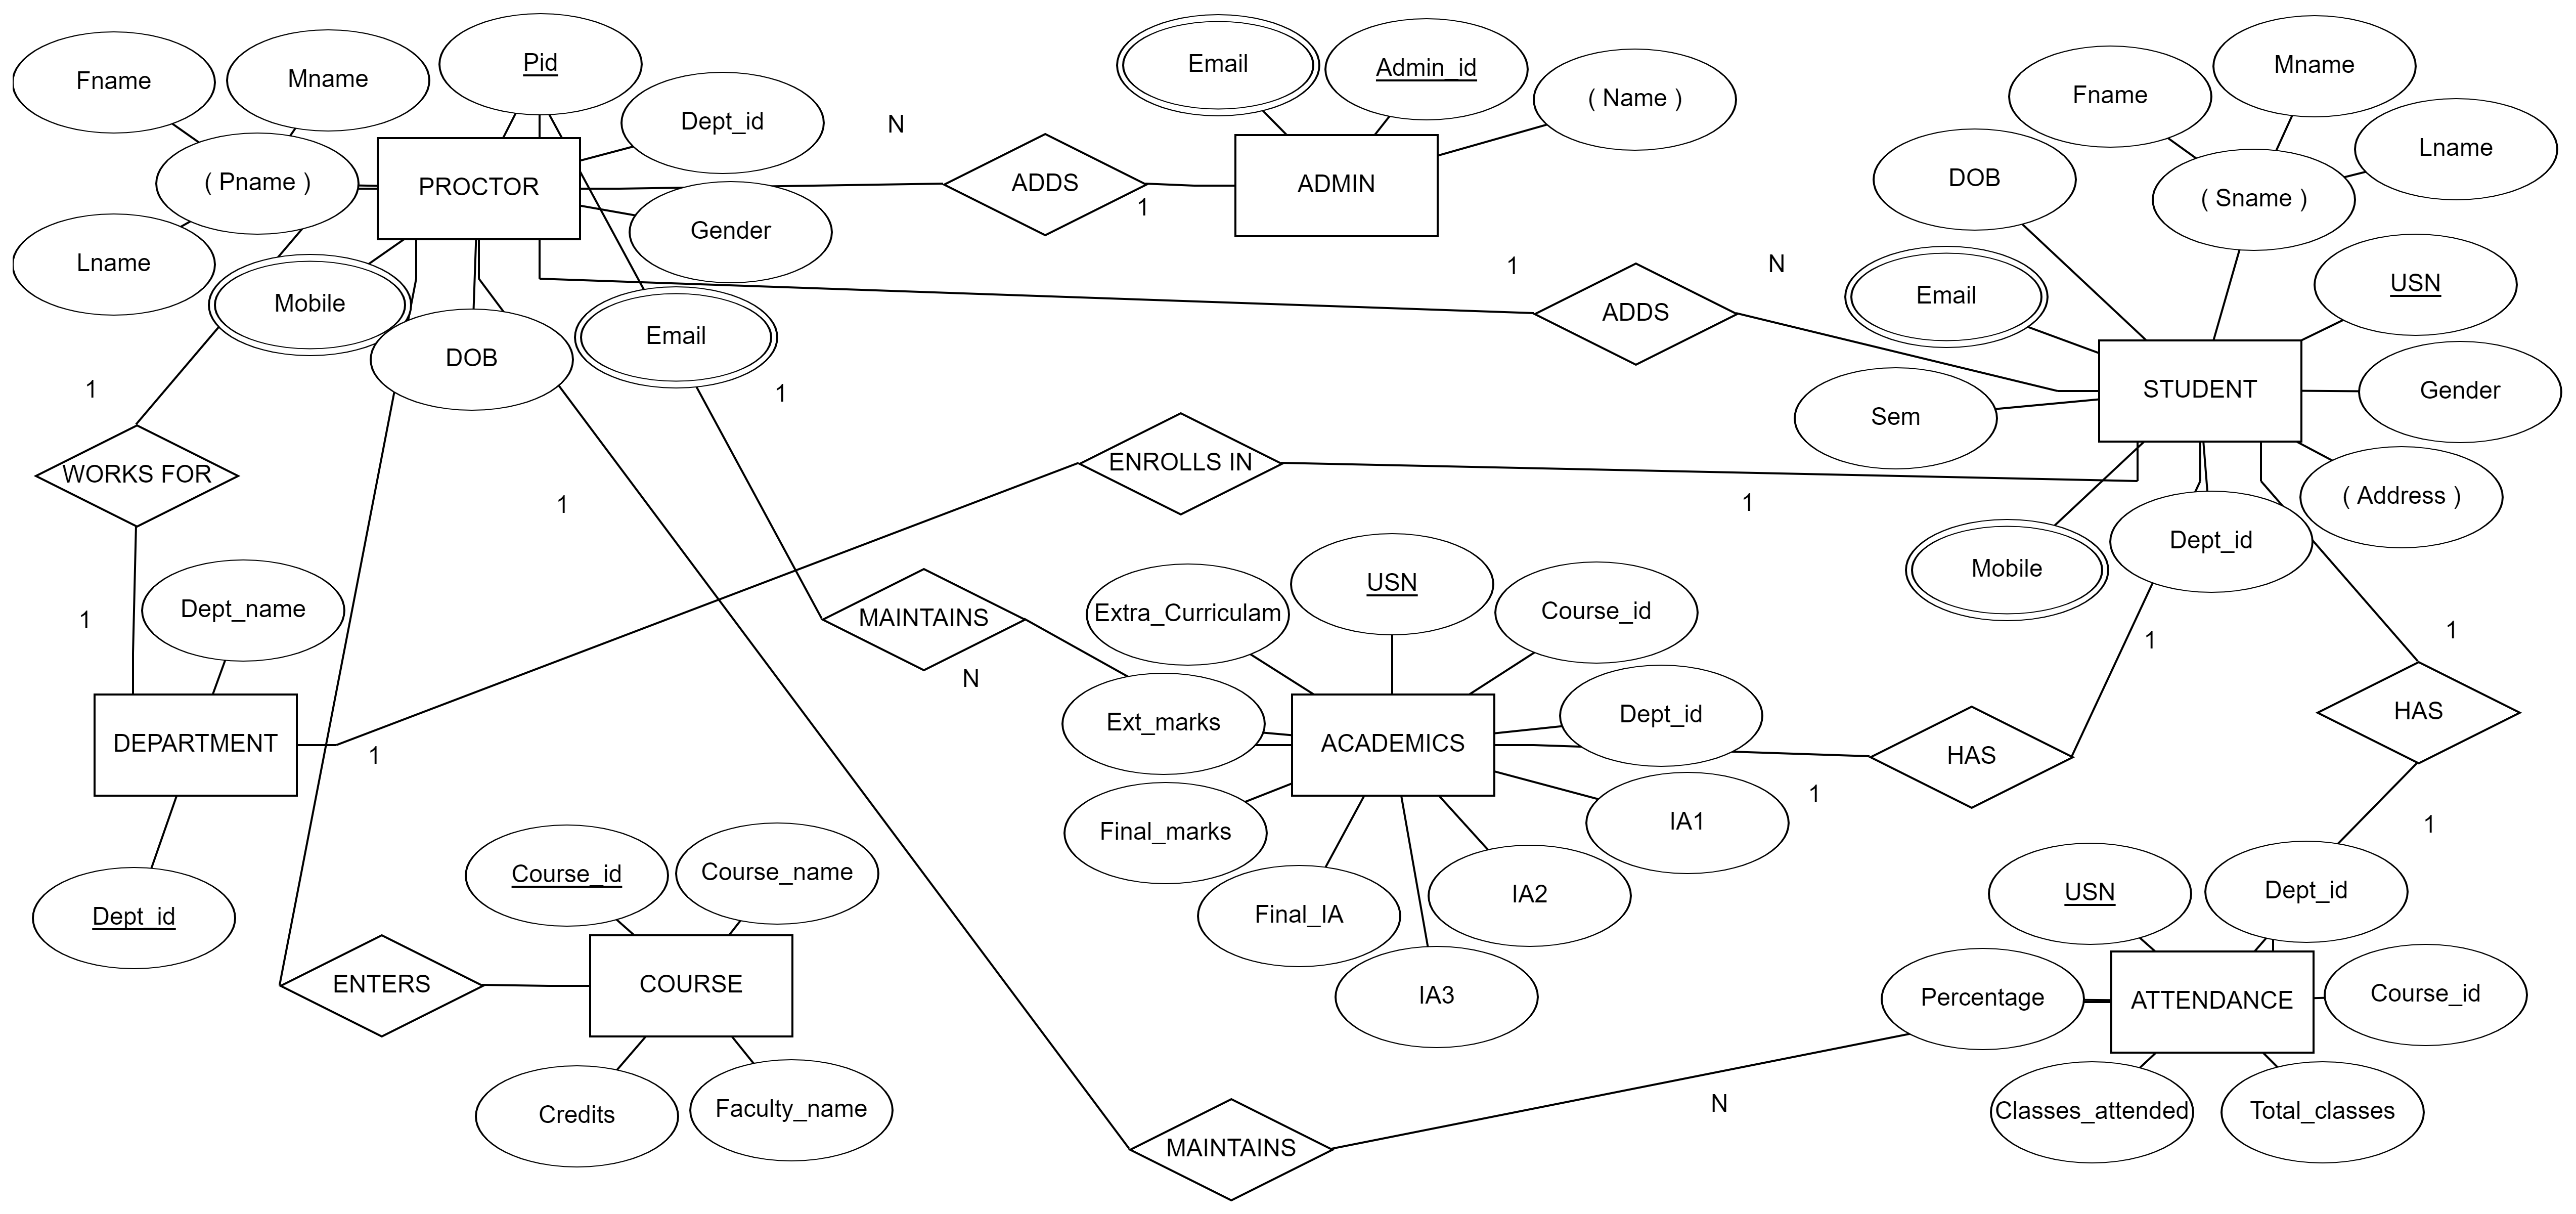 Pid
Email
Admin_id
Mname
Fname
Mname
Fname
( Name )
Dept_id
N
Lname
DOB
( Pname )
PROCTOR
ADDS
ADMIN
( Sname )
1
Gender
Lname
1
N
USN
Mobile
Email
ADDS
Email
DOB
1
1
STUDENT
Gender
Sem
WORKS FOR
ENROLLS IN
1
1
( Address )
Dept_id
Mobile
Dept_name
1
MAINTAINS
N
Extra_Curriculam
USN
Course_id
1
1
Ext_marks
Dept_id
HAS
DEPARTMENT
1
ACADEMICS
HAS
1
Final_marks
IA1
1
Course_id
Course_name
Dept_id
Final_IA
IA2
USN
Dept_id
ENTERS
COURSE
IA3
Percentage
ATTENDANCE
Course_id
Credits
Faculty_name
N
Classes_attended
Total_classes
MAINTAINS